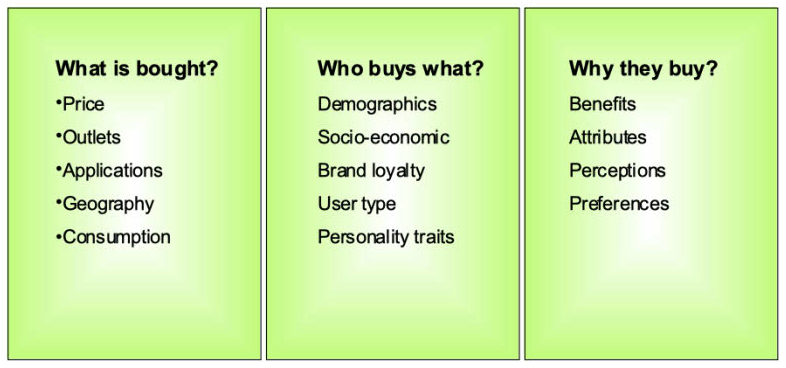 What is bought?
•Price
•Outlets
•Applications
•Geography
•Consumption
Who buys what?
Demographics
Socio-economic
Brand loyalty
User type
Personality traits
Why they buy?
Benefits
Attributes
Perceptions
Preferences